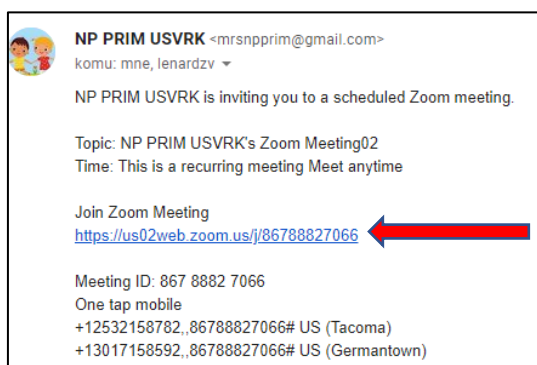 NP PRIM USVRK <mrsnpprim@gmail.com>
komu: mne, lenardzv
NP PRIM USVRK is inviting you to a scheduled Zoom meeting.
Topic: NP PRIM USVRK's Zoom Meeting02
Time: This is a recurring meeting Meet anytime
Join Zoom Meeting
https://us02web.zoom.us/j/86788827066
Meeting ID: 867 8882 7066
One tap mobile
+12532158782,,86788827066# US (Tacoma)
+13017158592,,86788827066# US (Germantown)